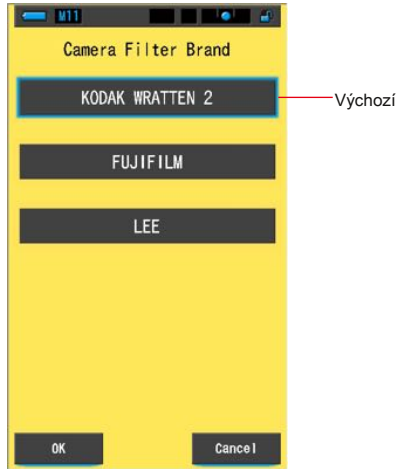 M11
Camera Filter Brand
KODAK WRATTEN 2
Výchozí
FUJIFILM
LEE
OK
Cancel